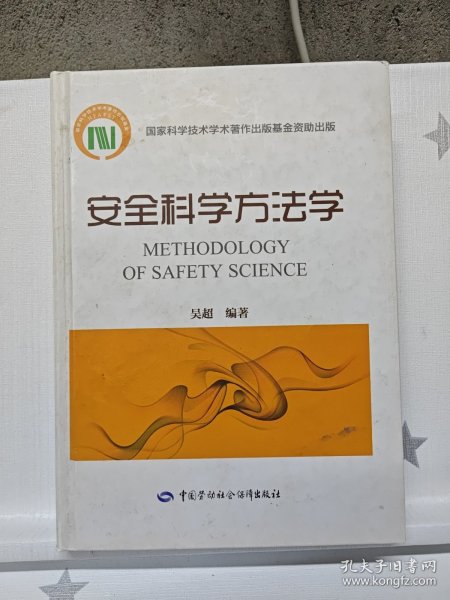 国家科学技术学术著作出版基金资助出版
安全科学方法学
METHODOLOGY
OF SAFETY SCIENCE
吴超 编著
中国劳动社会保障出版社
孔夫子旧书网
www.kongfz.com